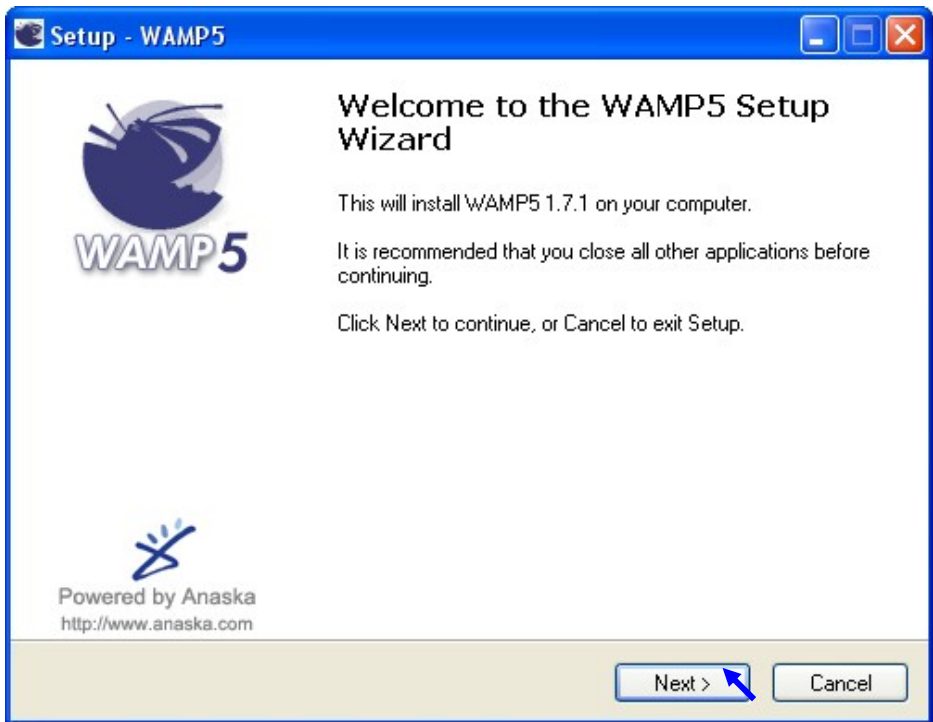 Setup - WAMP5
Welcome to the WAMP5 Setup
Wizard
This will install WAMP5 1.7.1 on your computer.
It is recommended that you close all other applications before
continuing.
Click Next to continue, or Cancel to exit Setup.
WAMP5
Powered by Anaska
http://www.anaska.com
Next >
Cancel